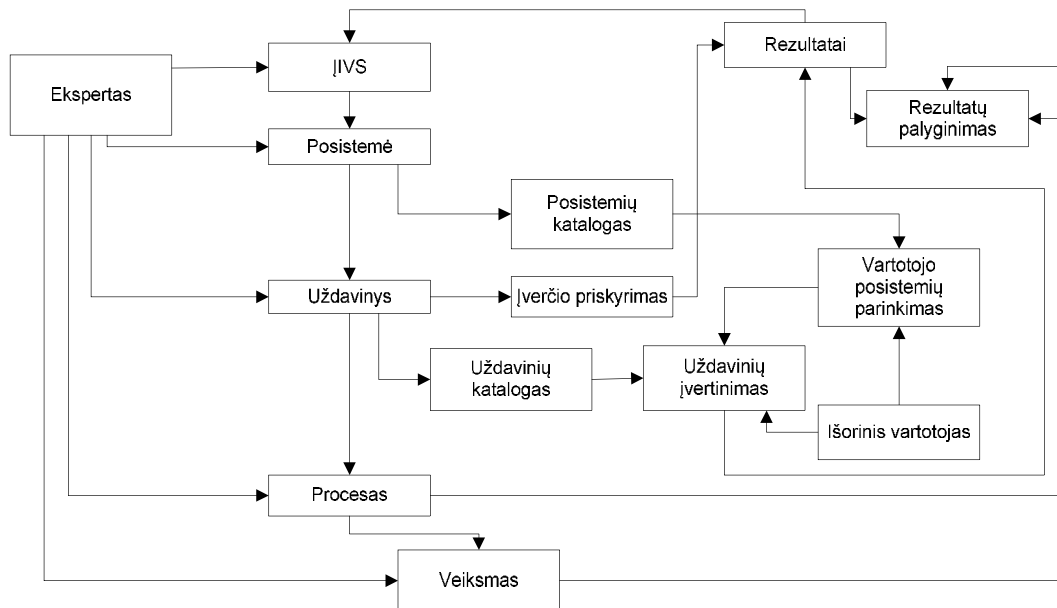 Rezultatai
ĮIVS
Ekspertas
Rezultatų
palyginimas
Posistemė
Posistemių
katalogas
Vartotojo
posistemių
parinkimas
Uždavinys
Įverčio priskyrimas
Uždavinių
katalogas
Uždavinių
įvertinimas
Išorinis vartotojas
Procesas
Veiksmas